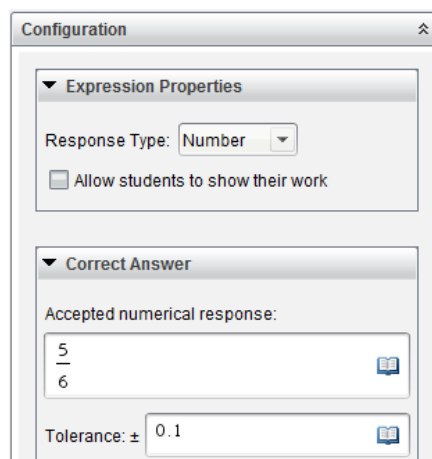 Configuration
Expression Properties
Response Type: Number
Allow students to show their work
Correct Answer
Accepted numerical response:
5
6
Tolerance: ± 0.1